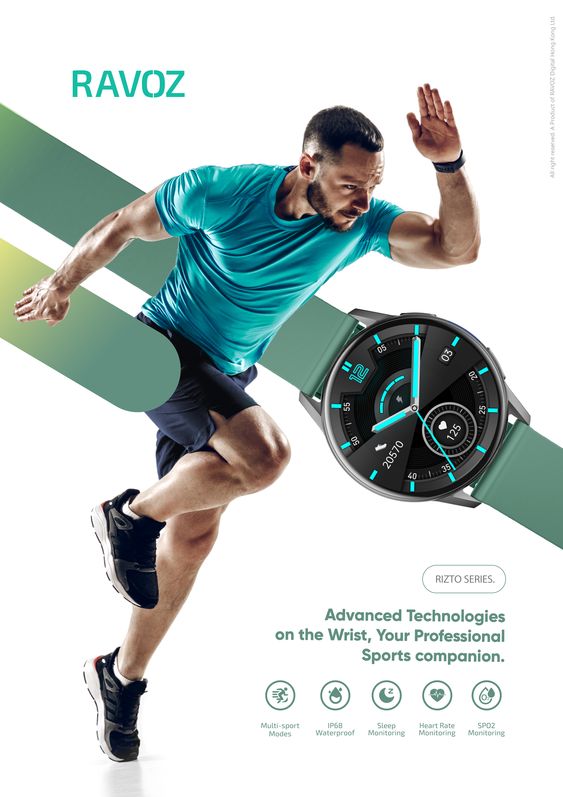 RAVOZ
All right reserved. A Product of RAVOZ Digital Hong Kong Ltd
12
05
03
20
25
35
40
50
55
20570
125
RIZTO SERIES.
Advanced Technologies
on the Wrist, Your Professional
Sports companion.
Multi-sport
Modes
IP68
Waterproof
Sleep
Monitoring
Heart Rate
Monitoring
SPO2
Monitoring